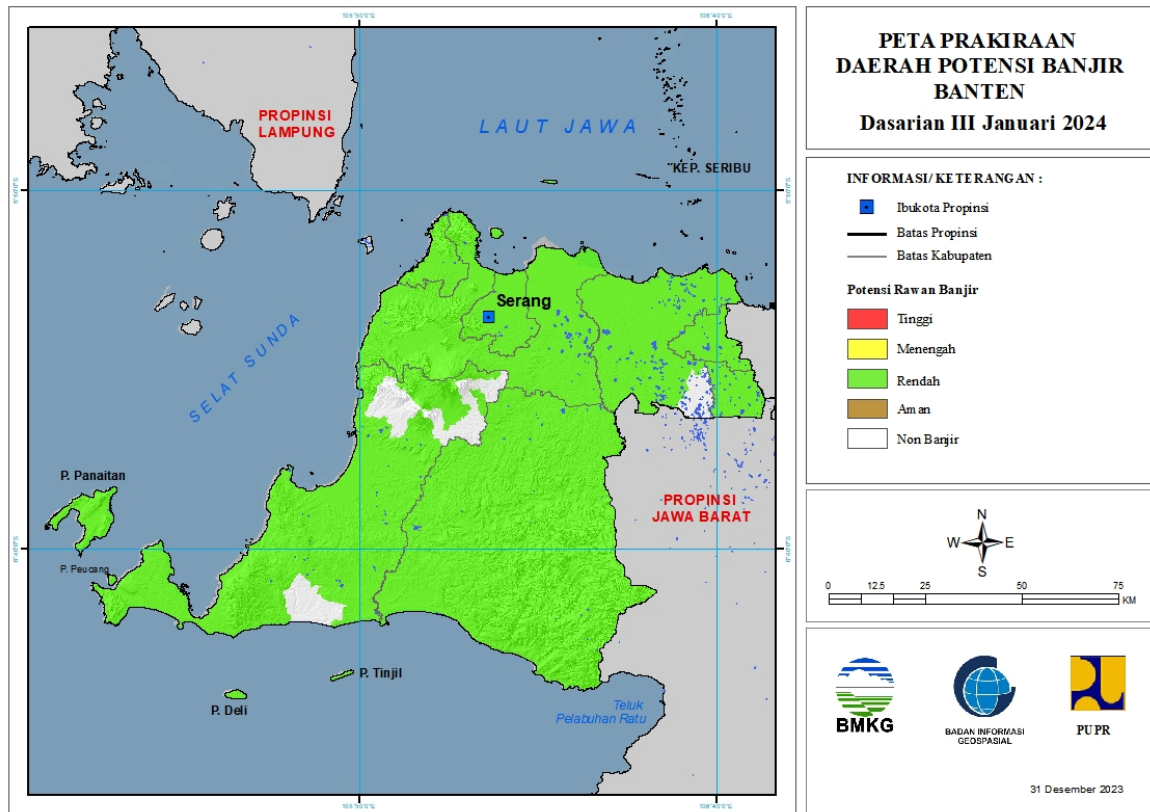 PETA PRAKIRAAN
DAERAH POTENSI BANJIR
BANTEN
Dasarian III Januari 2024
INFORMASI/ KETERANGAN :
Ibukota Propinsi
Batas Propinsi
Batas Kabupaten
Potensi Rawan Banjir
Tinggi
Menengah
Rendah
Aman
Non Banjir
N
W E
S
0 12.5 25 50 75
KM
BMKG
BADAN INFORMASI
GEOSPASIAL
PUPR
31 Desember 2023
PROPINSI
LAMPUNG
LAUT JAWA
KEP. SERIBU
Serang
SELAT SUNDA
P. Panaitan
P. Peucang
PROPINSI
JAWA BARAT
P. Tinjil
P. Deli
Teluk
Pelabuhan Ratu